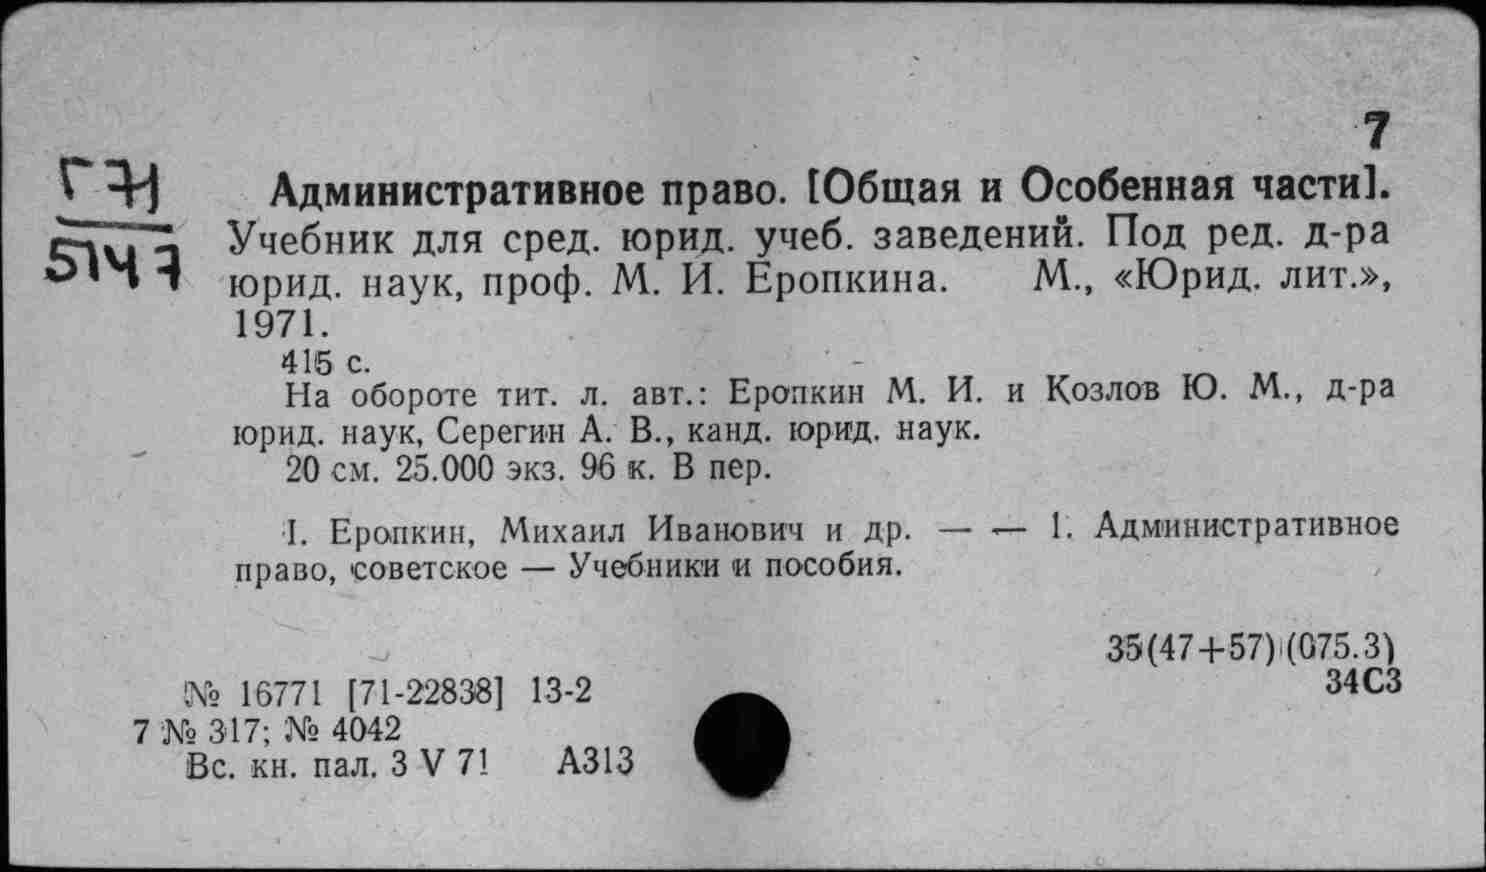 7
Административное право. [Общая и Особенная части].
Учебник для сред. юрид. учеб. заведений. Под ред. д-ра
юрид. наук, проф. М. И. Еропкина. М., «Юрид. лит.»,
1971.
415 с.
На обороте тит. л. авт.: Еропкин М. И. и Козлов Ю. М., д-ра
юрид. наук, Серегин А. В., канд. юрид. наук.
20 см. 25.000 экз. 96 к. В пер.
I. Еропкин, Михаил Иванович и др. — — 1. Административное
право, советское — Учебники и пособия.
35(47+57)(075.3)
34С3
№ 16771 [71-22838] 13-2
7 № 317; № 4042
Вс. кн. пал. 3 V 71 А313